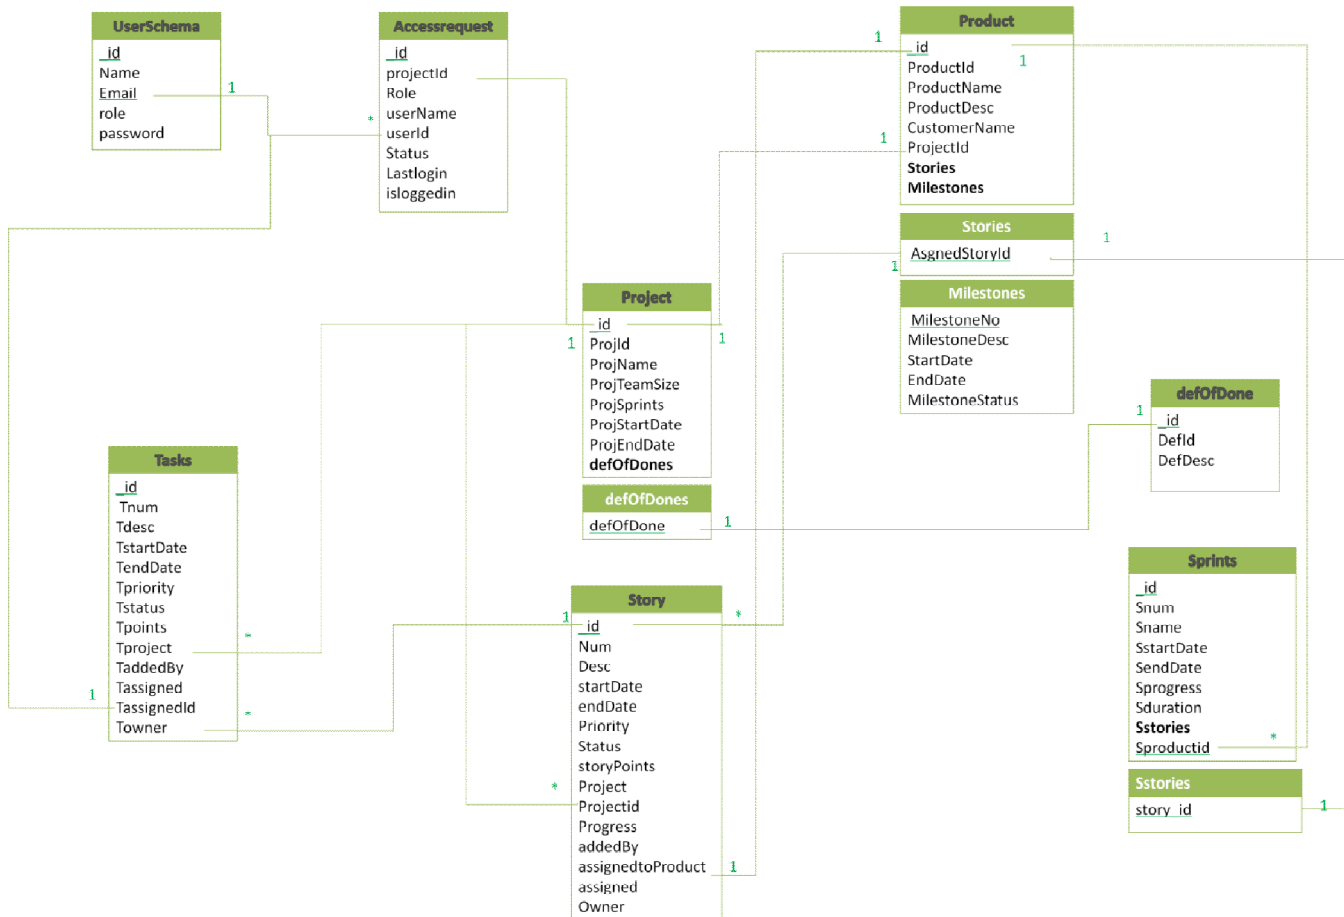 UserSchema
_id
Name
Email
role
password
1
Accessrequest
_id
projectId
Role
userName
userId
Status
Lastlogin
isloggedin
*
Product
_id
ProductId
ProductName
ProductDesc
CustomerName
ProjectId
Stories
Milestones
1
1
1
Stories
AsgnedStoryId
1
1
Milestones
MilestoneNo
MilestoneDesc
StartDate
EndDate
MilestoneStatus
Project
_id
ProjId
ProjName
ProjTeamSize
ProjSprints
ProjStartDate
ProjEndDate
defOfDones
1
1
defOfDones
defOfDone
1
defOfDone
_id
DefId
DefDesc
1
Tasks
_id
Tnum
Tdesc
TstartDate
TendDate
Tpriority
Tstatus
Tpoints
Tproject
TaddedBy
Tassigned
TassignedId
Towner
*
1
*
Story
_id
Num
Desc
startDate
endDate
Priority
Status
storyPoints
Project
Projectid
Progress
addedBy
assignedtoProduct
assigned
Owner
1
*
*
1
Sprints
_id
Snum
Sname
SstartDate
SendDate
Sprogress
Sduration
Sstories
Sproductid
*
Sstories
story_id
1